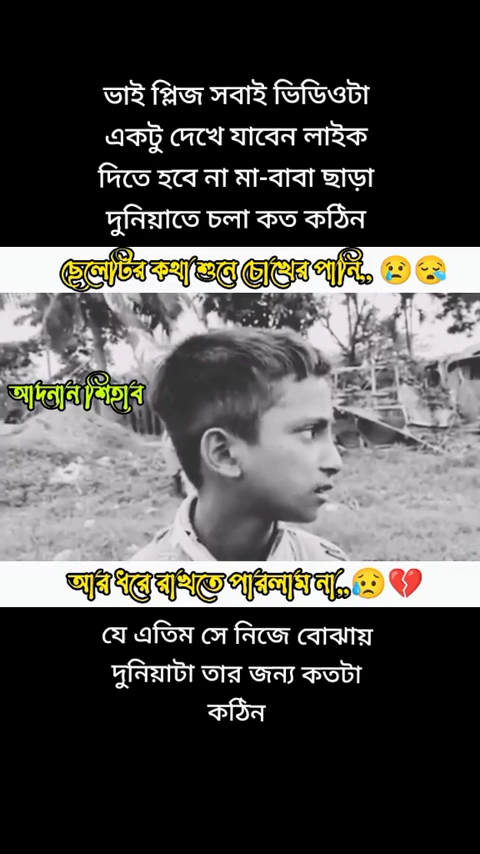 ভাই প্লিজ সবাই ভিডিওটা
একটু দেখে যাবেন লাইক
দিতে হবে না মা-বাবা ছাড়া
দুনিয়াতে চলা কত কঠিন
ছেলেটির কথা শুনে চোখের পানি,, 😢😪
আদনান শিহাব
আর ধরে রাখতে পারলাম না,,😥💔
যে এতিম সে নিজে বোঝায়
দুনিয়াটা তার জন্য কতটা
কঠিন